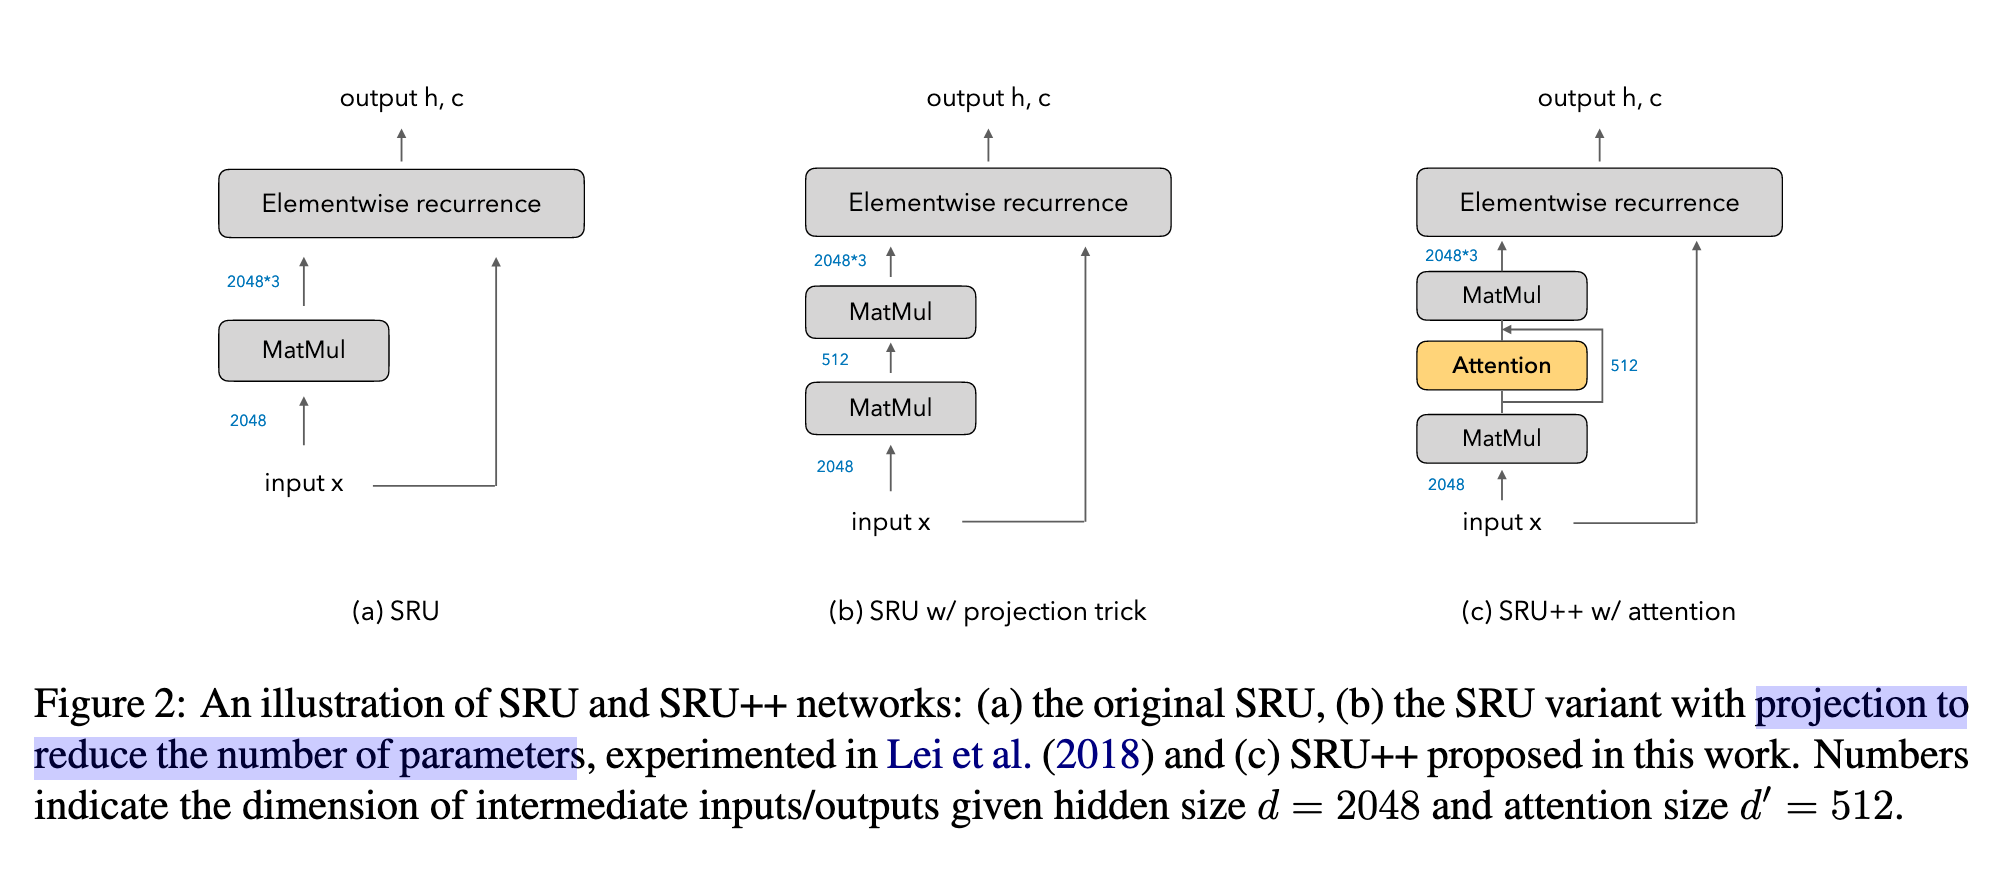 output h, c
Elementwise recurrence
2048*3
MatMul
2048
input x
(a) SRU
output h, c
Elementwise recurrence
2048*3
MatMul
512
MatMul
2048
input x
(b) SRU w/ projection trick
output h, c
Elementwise recurrence
2048*3
MatMul
Attention
512
MatMul
2048
input x
(c) SRU++ w/ attention
Figure 2: An illustration of SRU and SRU++ networks: (a) the original SRU, (b) the SRU variant with projection to
reduce the number of parameters, experimented in Lei et al. (2018) and (c) SRU++ proposed in this work. Numbers
indicate the dimension of intermediate inputs/outputs given hidden size d = 2048 and attention size d′ = 512.